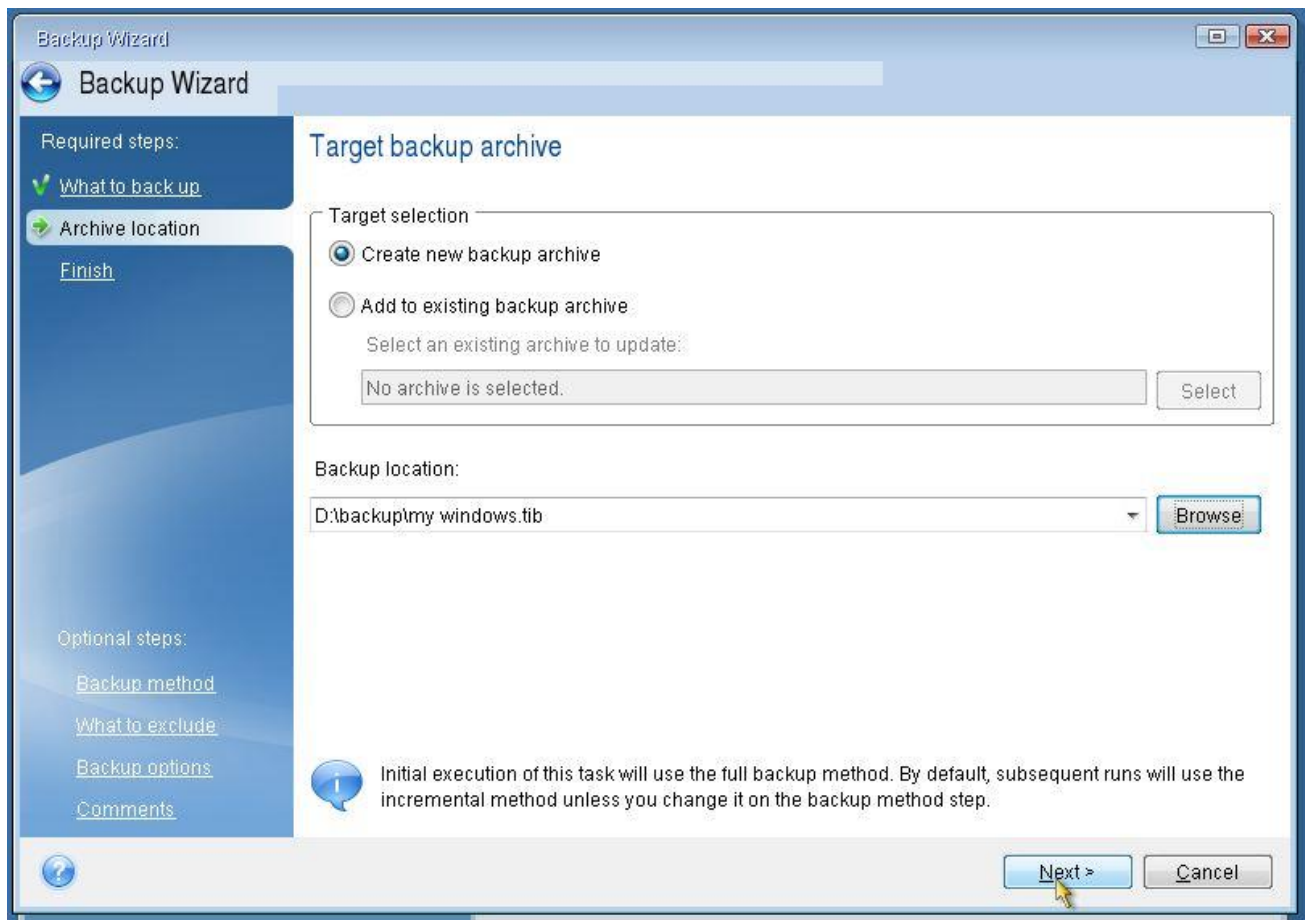 Backup Wizard
Backup Wizard
Required steps:
What to back up
Archive location
Finish
Optional steps:
Backup method
What to exclude
Backup options
Comments
Target backup archive
Target selection
Create new backup archive
Add to existing backup archive
Select an existing archive to update:
No archive is selected.
Select
Backup location:
D:\backup\my windows.tib
Browse
Initial execution of this task will use the full backup method. By default, subsequent runs will use the
incremental method unless you change it on the backup method step.
Next >
Cancel